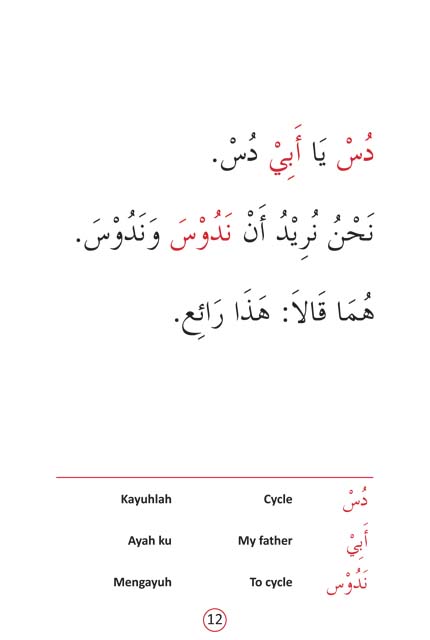 دُسْ يَا أَبِيْ دُسْ.
نَحْنُ نُرِيْدُ أَنْ نَدُوْسَ وَنَدُوْسَ.
هُمَا قَالاَ: هَذَا رَائِع.
Kayuhlah Cycle دُسْ
Ayah ku My father أَبِيْ
Mengayuh To cycle نَدُوْس
12